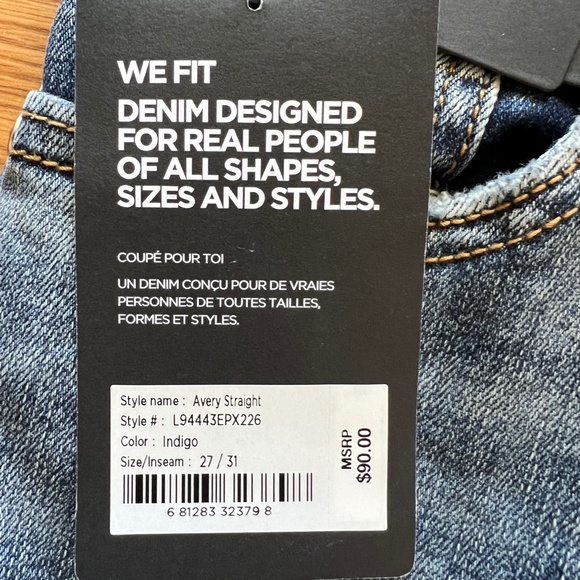 WE FIT
DENIM DESIGNED
FOR REAL PEOPLE
OF ALL SHAPES,
SIZES AND STYLES.
COUPÉ POUR TOI
UN DENIM CONÇU POUR DE VRAIES
PERSONNES DE TOUTES TAILLES,
FORMES ET STYLES.
Style name : Avery Straight
Style # : L94443EPX226
Color : Indigo
Size/Inseam : 27 / 31
6 81283 32379 8
MSRP
$90.00